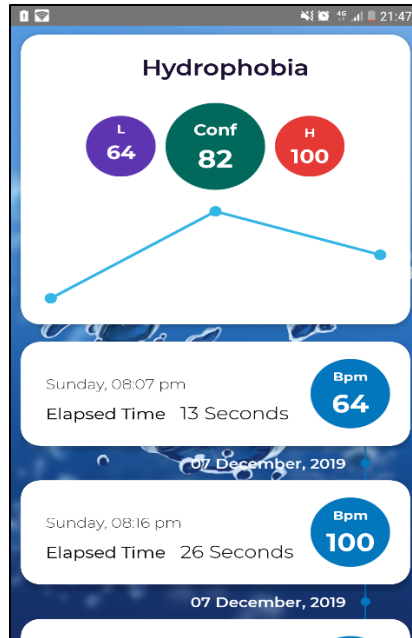 4G 21:47
Hydrophobia
L Conf H
64 82 100
Sunday, 08:07 pm
Elapsed Time 13 Seconds
Bpm
64
07 December, 2019
Sunday, 08:16 pm
Elapsed Time 26 Seconds
Bpm
100
07 December, 2019